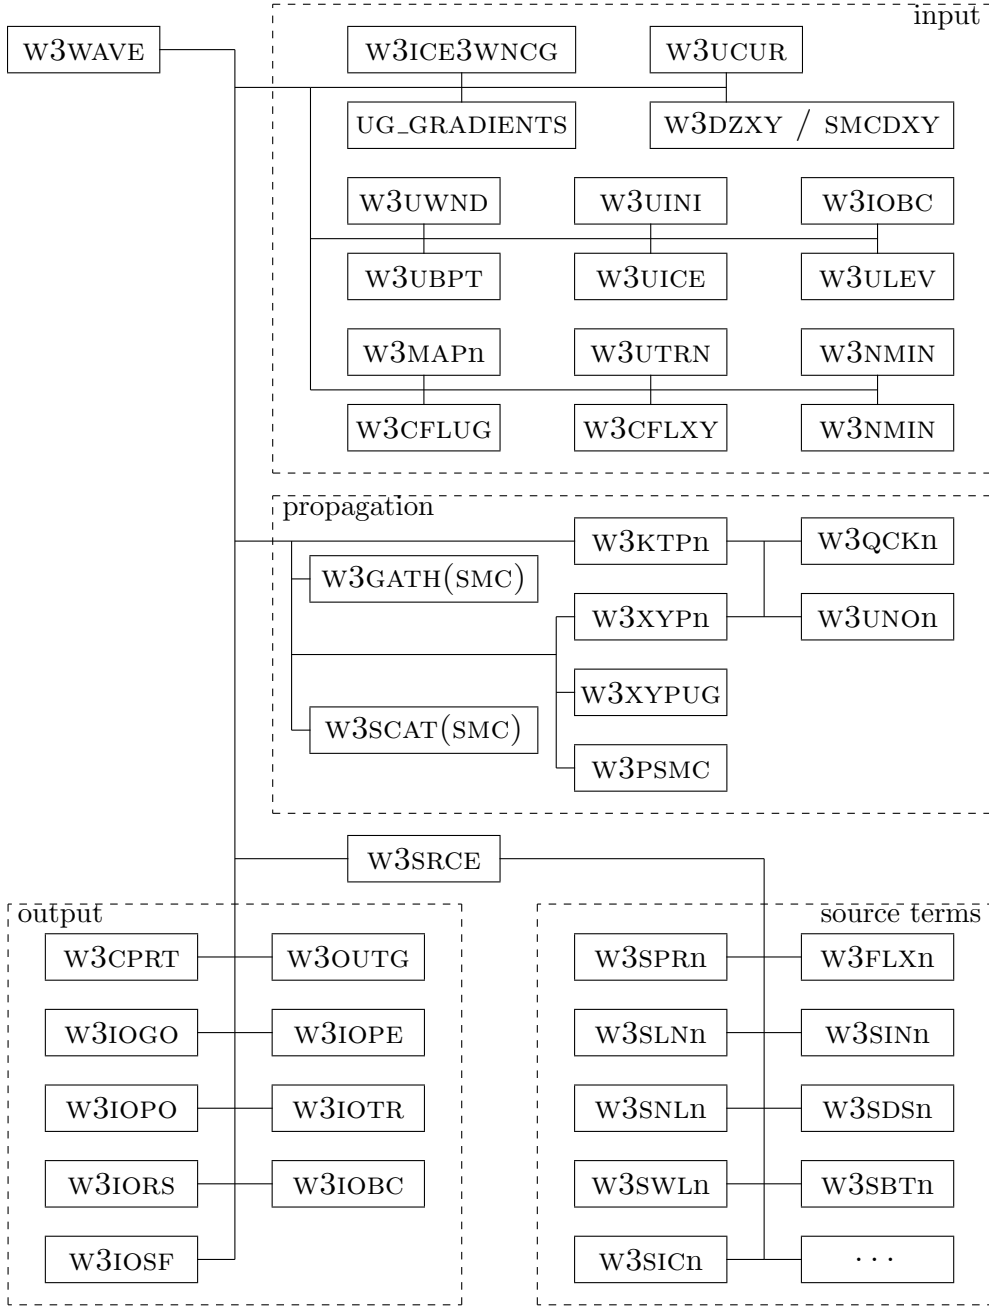 input
W3WAVE
W3ICE3WNCG
W3UCUR
UG_GRADIENTS
W3DZXY / SMCDXY
W3UWND
W3UINI
W3IOBC
W3UBPT
W3UICE
W3ULEV
W3MAPn
W3UTRN
W3NMIN
W3CFLUG
W3CFLXY
W3NMIN
propagation
W3KTPn
W3QCKn
W3GATH(SMC)
W3XYPn
W3UNOn
W3XYPUG
W3SCAT(SMC)
W3PSMC
W3SRCE
output
W3CPRT
W3OUTG
W3IOGO
W3IOPE
W3IOPO
W3IOTR
W3IORS
W3IOBC
W3IOSF
source terms
W3SPRn
W3FLXn
W3SLNn
W3SINn
W3SNLn
W3SDSn
W3SWLn
W3SBTn
W3SICn
···